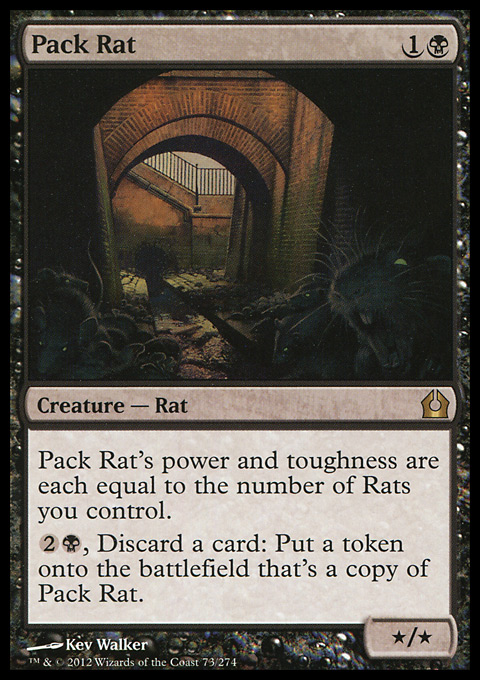 Pack Rat 1
Creature — Rat
Pack Rat's power and toughness are
each equal to the number of Rats
you control.
2, Discard a card: Put a token
onto the battlefield that's a copy of
Pack Rat.
★/★
Kev Walker
™ & © 2012 Wizards of the Coast 73/274